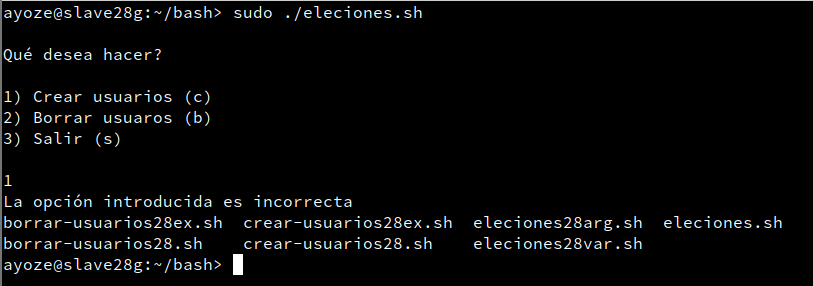 ayoze@slave28g:~/bash> sudo ./eleciones.sh
Qué desea hacer?
1) Crear usuarios (c)
2) Borrar usuaros (b)
3) Salir (s)
1
La opción introducida es incorrecta
borrar-usuarios28ex.sh  crear-usuarios28ex.sh  eleciones28arg.sh  eleciones.sh
borrar-usuarios28.sh    crear-usuarios28.sh    eleciones28var.sh
ayoze@slave28g:~/bash>